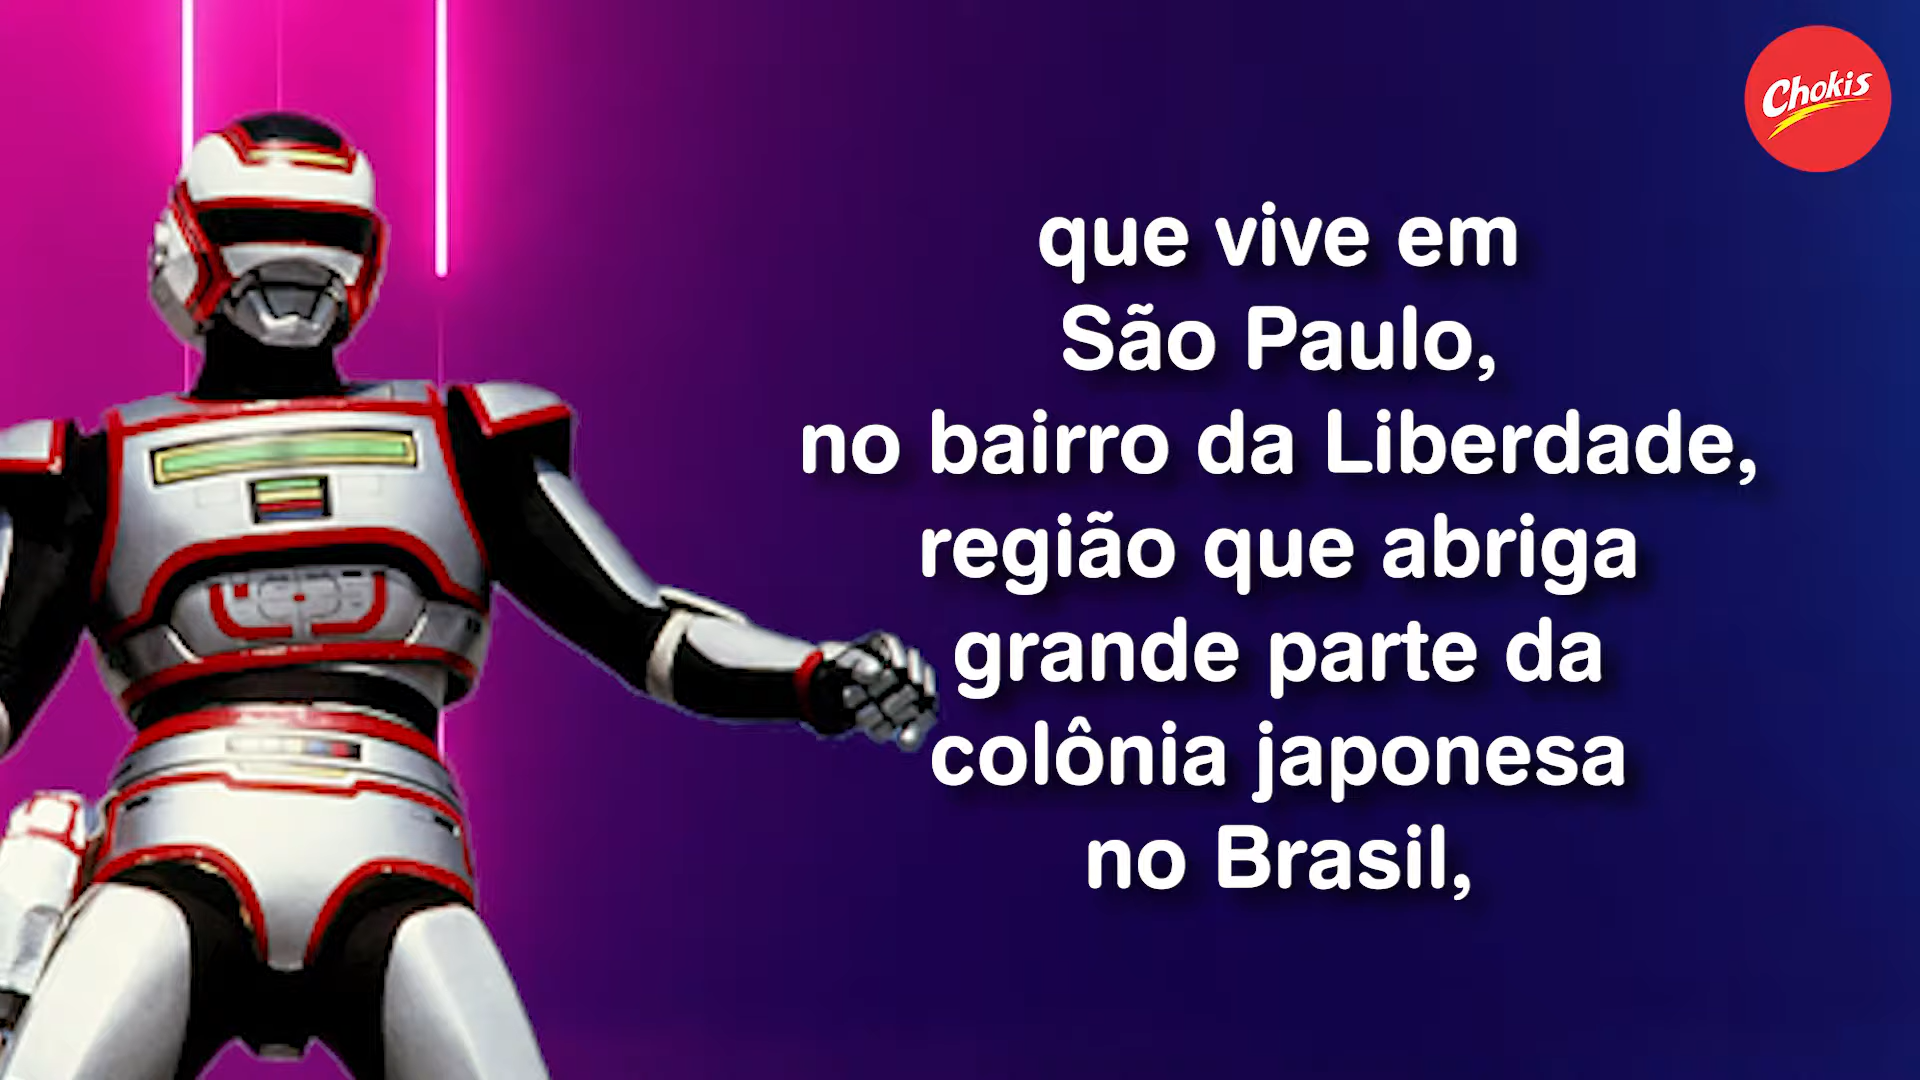 Chokis
que vive em
São Paulo,
no bairro da Liberdade,
região que abriga
grande parte da
colônia japonesa
no Brasil,